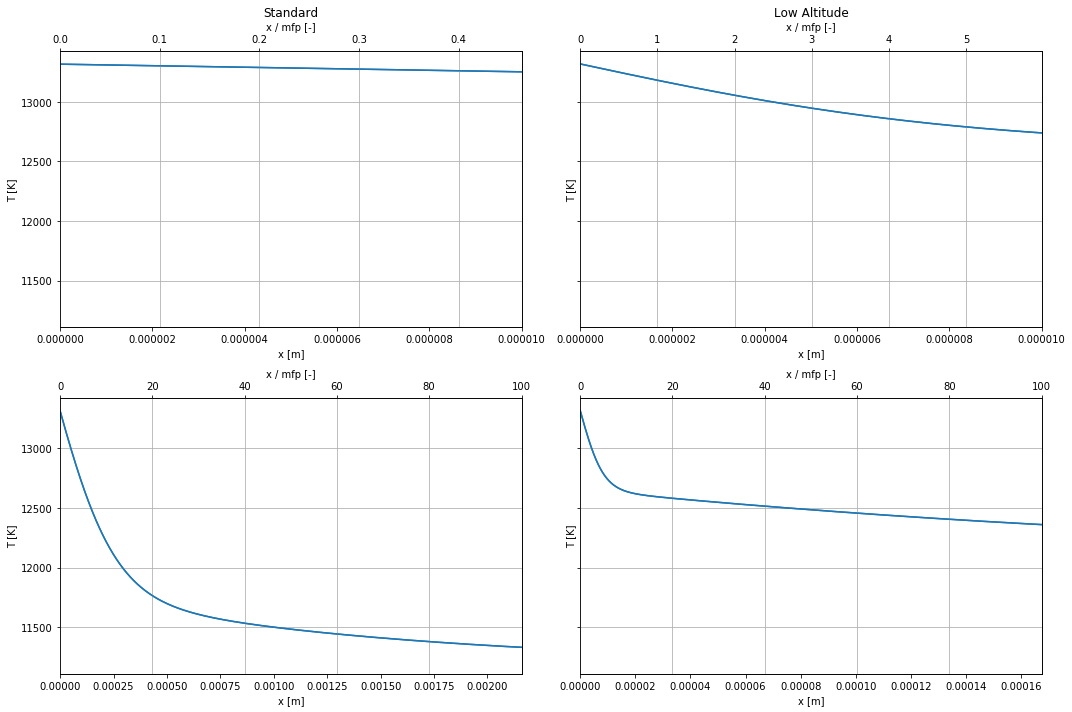 Standard
x / mfp [-]
0.0 0.1 0.2 0.3 0.4
13000
12500
12000
11500
T [K]
0.000000 0.000002 0.000004 0.000006 0.000008 0.000010
x [m]
Low Altitude
x / mfp [-]
0 1 2 3 4 5
T [K]
0.000000 0.000002 0.000004 0.000006 0.000008 0.000010
x [m]
x / mfp [-]
0 20 40 60 80 100
13000
12500
12000
11500
T [K]
0.00000 0.00025 0.00050 0.00075 0.00100 0.00125 0.00150 0.00175 0.00200
x [m]
x / mfp [-]
0 20 40 60 80 100
T [K]
0.00000 0.00002 0.00004 0.00006 0.00008 0.00010 0.00012 0.00014 0.00016
x [m]